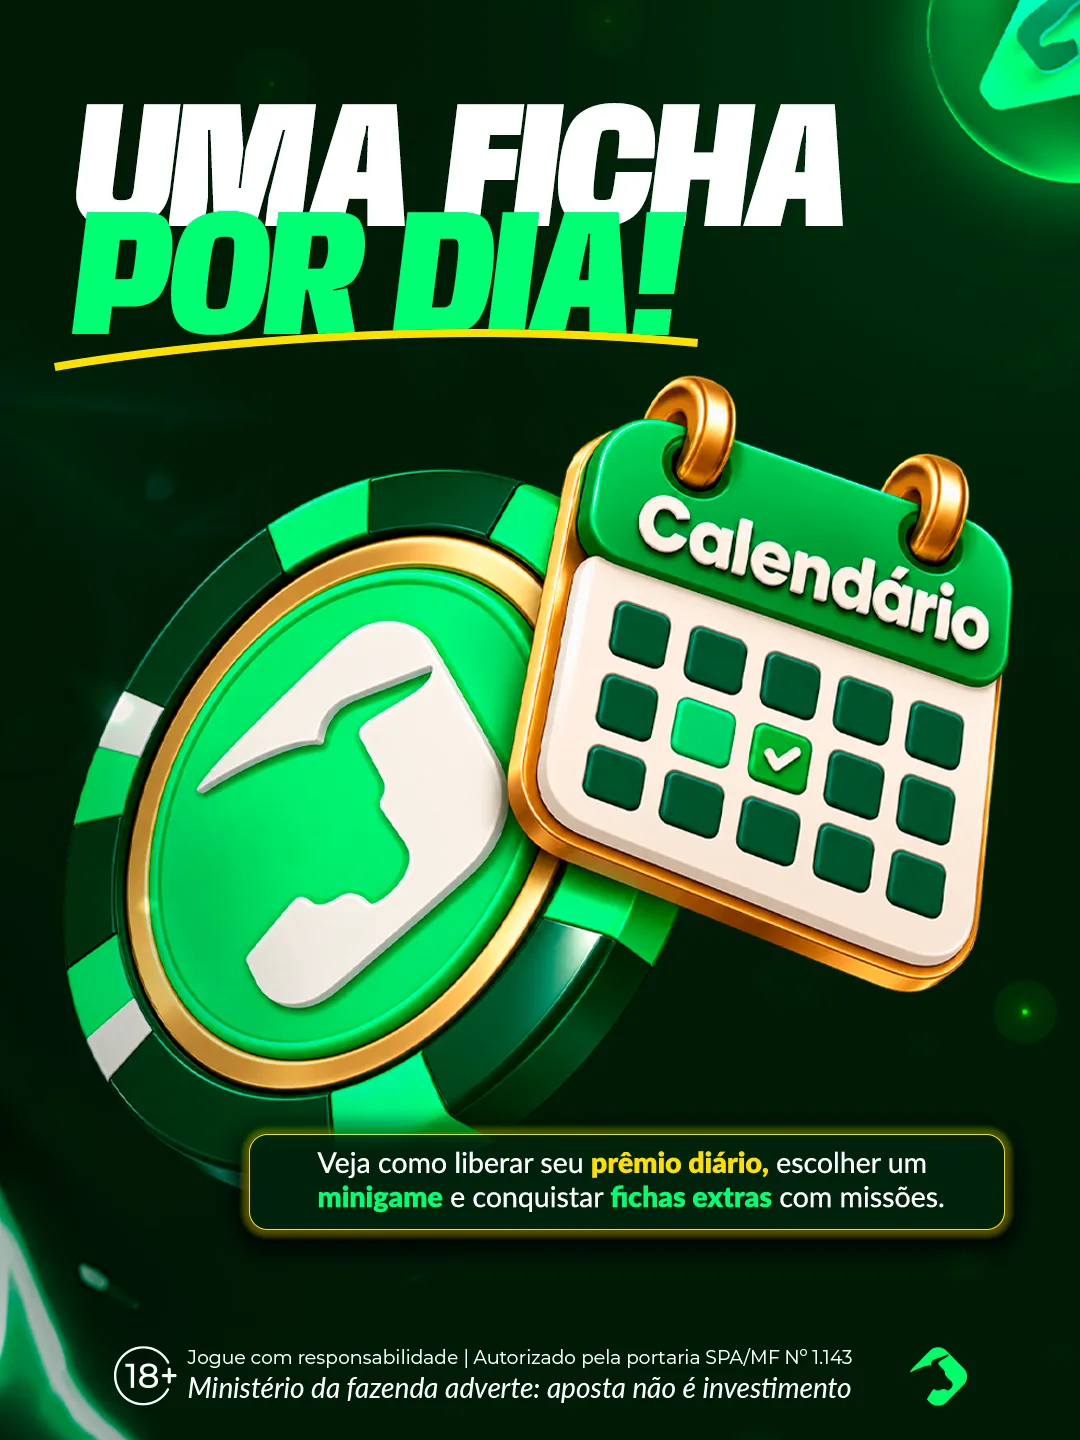 UMA FICHA
POR DIA!
Calendário
Veja como liberar seu prêmio diário, escolher um
minigame e conquistar fichas extras com missões.
18+
Jogue com responsabilidade | Autorizado pela portaria SPA/MF Nº 1.143
Ministério da fazenda adverte: aposta não é investimento